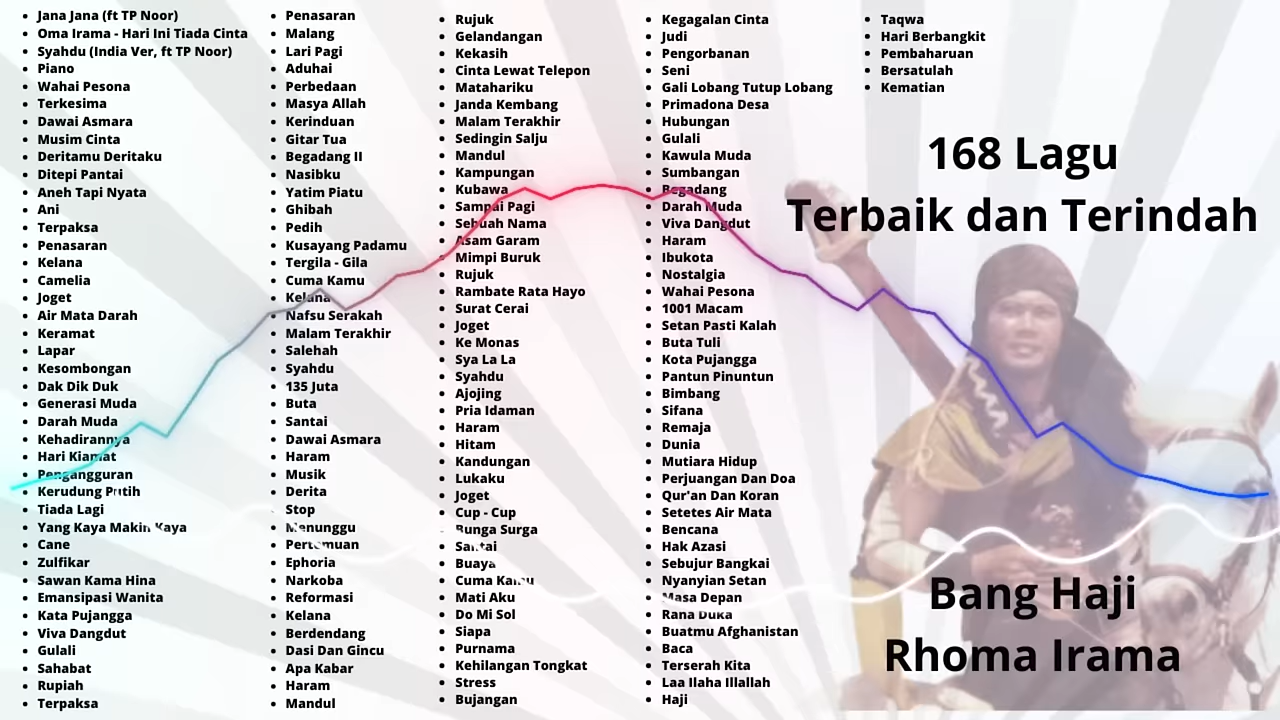 Jana Jana (ft TP Noor)
Oma Irama - Hari Ini Tiada Cinta
Syahdu (India Ver, ft TP Noor)
Piano
Wahai Pesona
Terkesima
Dawai Asmara
Musim Cinta
Deritamu Deritaku
Ditepi Pantai
Aneh Tapi Nyata
Ani
Terpaksa
Penasaran
Kelana
Camelia
Joget
Air Mata Darah
Keramat
Lapar
Kesombongan
Dak Dik Duk
Generasi Muda
Darah Muda
Kehadirannya
Hari Kiamat
Pengangguran
Kerudung Putih
Tiada Lagi
Yang Kaya Makin Kaya
Cane
Zulfikar
Sawan Kama Hina
Emansipasi Wanita
Kata Pujangga
Viva Dangdut
Gulali
Sahabat
Rupiah
Terpaksa
Penasaran
Malang
Lari Pagi
Aduhai
Perbedaan
Masya Allah
Kerinduan
Gitar Tua
Begadang II
Nasibku
Yatim Piatu
Ghibah
Pedih
Kusayang Padamu
Tergila - Gila
Cuma Kamu
Kelana
Nafsu Serakah
Malam Terakhir
Salehah
Syahdu
135 Juta
Buta
Santai
Dawai Asmara
Haram
Musik
Derita
Stop
Menunggu
Pertemuan
Ephoria
Narkoba
Reformasi
Kelana
Berdendang
Dasi Dan Gincu
Apa Kabar
Haram
Mandul
Rujuk
Gelandangan
Kekasih
Cinta Lewat Telepon
Matahariku
Janda Kembang
Malam Terakhir
Sedingin Salju
Mandul
Kampungan
Kubawa
Sampai Pagi
Sebuah Nama
Asam Garam
Mimpi Buruk
Rujuk
Rambate Rata Hayo
Surat Cerai
Joget
Ke Monas
Sya La La
Syahdu
Ajojing
Pria Idaman
Haram
Hitam
Kandungan
Lukaku
Joget
Cup - Cup
Bunga Surga
Santai
Buaya
Cuma Kamu
Mati Aku
Do Mi Sol
Siapa
Purnama
Kehilangan Tongkat
Stress
Bujangan
Kegagalan Cinta
Judi
Pengorbanan
Seni
Gali Lobang Tutup Lobang
Primadona Desa
Hubungan
Gulali
Kawula Muda
Sumbangan
Begadang
Darah Muda
Viva Dangdut
Haram
Ibukota
Nostalgia
Wahai Pesona
1001 Macam
Setan Pasti Kalah
Buta Tuli
Kota Pujangga
Pantun Pinuntun
Bimbang
Sifana
Remaja
Dunia
Mutiara Hidup
Perjuangan Dan Doa
Qur'an Dan Koran
Setetes Air Mata
Bencana
Hak Azasi
Sebujur Bangkai
Nyanyian Setan
Masa Depan
Rana Duka
Buatmu Afghanistan
Baca
Terserah Kita
Laa Ilaha Illallah
Haji
Taqwa
Hari Berbangkit
Pembaharuan
Bersatulah
Kematian
168 Lagu
Terbaik dan Terindah
Bang Haji
Rhoma Irama